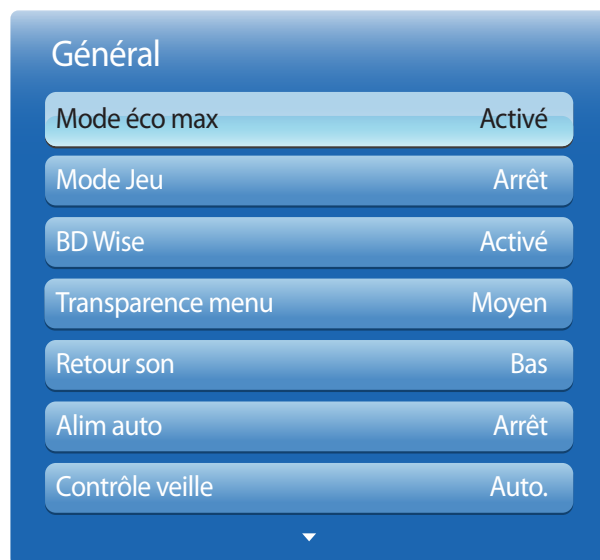 Général
Mode éco max Activé
Mode Jeu Arrêt
BD Wise Activé
Transparence menu Moyen
Retour son Bas
Alim auto Arrêt
Contrôle veille Auto.